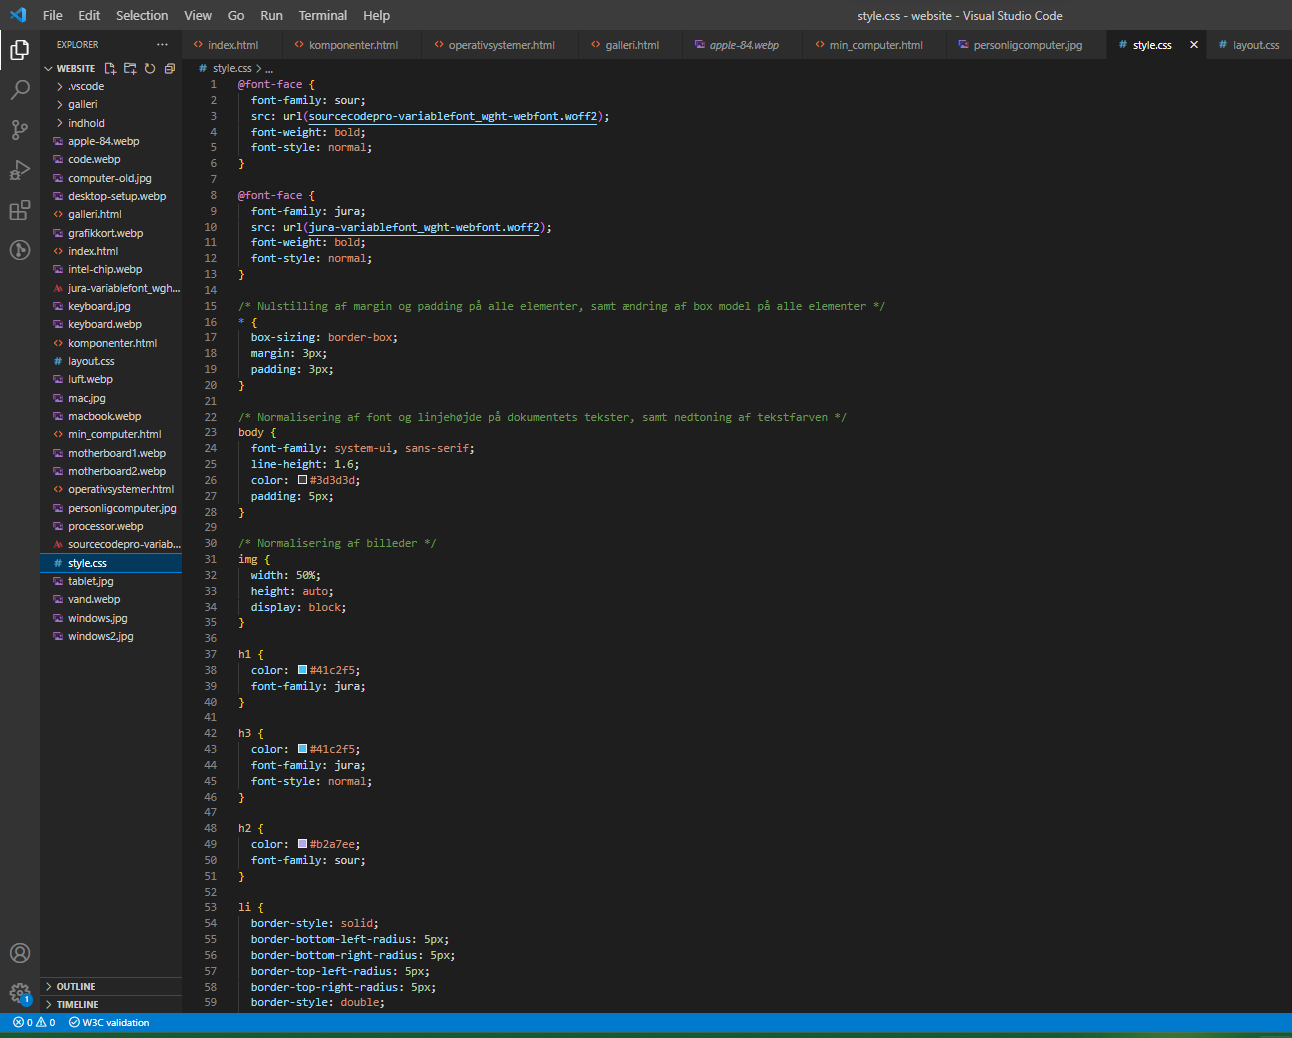 File Edit Selection View Go Run Terminal Help
style.css - website - Visual Studio Code
EXPLORER ...
index.html
komponenter.html
operativsystemer.html
galleri.html
apple-84.webp
min_computer.html
personligcomputer.jpg
# style.css
# layout.css
WEBSITE
.vscode
galleri
indhold
apple-84.webp
code.webp
computer-old.jpg
desktop-setup.webp
galleri.html
grafikkort.webp
index.html
intel-chip.webp
jura-variablefont_wgh...
keyboard.jpg
keyboard.webp
komponenter.html
# layout.css
luft.webp
mac.jpg
macbook.webp
min_computer.html
motherboard1.webp
motherboard2.webp
operativsystemer.html
personligcomputer.jpg
processor.webp
sourcecodepro-variab...
# style.css
tablet.jpg
vand.webp
windows.jpg
windows2.jpg
OUTLINE
TIMELINE
# style.css > ...
1 @font-face {
2 font-family: sour;
3 src: url(sourcecodepro-variablefont_wght-webfont.woff2);
4 font-weight: bold;
5 font-style: normal;
6 }
7
8 @font-face {
9 font-family: jura;
10 src: url(jura-variablefont_wght-webfont.woff2);
11 font-weight: bold;
12 font-style: normal;
13 }
14
15 /* Nulstilling af margin og padding på alle elementer, samt ændring af box model på alle elementer */
16 * {
17 box-sizing: border-box;
18 margin: 3px;
19 padding: 3px;
20 }
21
22 /* Normalisering af font og linjehøjde på dokumentets tekster, samt nedtoning af tekstfarven */
23 body {
24 font-family: system-ui, sans-serif;
25 line-height: 1.6;
26 color: #3d3d3d;
27 padding: 5px;
28 }
29
30 /* Normalisering af billeder */
31 img {
32 width: 50%;
33 height: auto;
34 display: block;
35 }
36
37 h1 {
38 color: #41c2f5;
39 font-family: jura;
40 }
41
42 h3 {
43 color: #41c2f5;
44 font-family: jura;
45 font-style: normal;
46 }
47
48 h2 {
49 color: #b2a7ee;
50 font-family: sour;
51 }
52
53 li {
54 border-style: solid;
55 border-bottom-left-radius: 5px;
56 border-bottom-right-radius: 5px;
57 border-top-left-radius: 5px;
58 border-top-right-radius: 5px;
59 border-style: double;
1
0 0 W3C validation